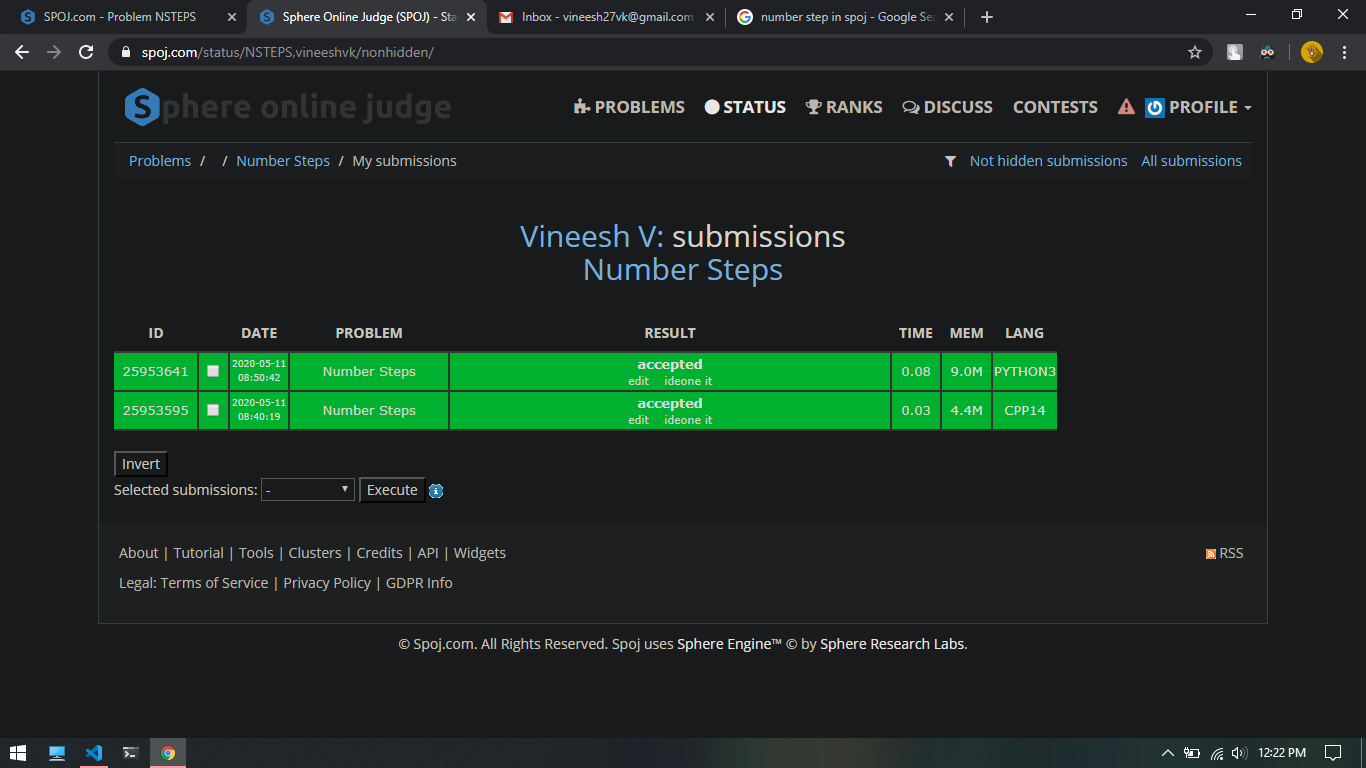 SPOJ.com - Problem NSTEPS
Sphere Online Judge (SPOJ) - Sta
Inbox - vineesh27vk@gmail.com
number step in spoj - Google Sea
spoj.com/status/NSTEPS,vineeshvk/nonhidden/
Sphere online judge
PROBLEMS STATUS RANKS DISCUSS CONTESTS PROFILE
Problems / / Number Steps / My submissions
Not hidden submissions All submissions
Vineesh V: submissions
Number Steps
ID DATE PROBLEM RESULT TIME MEM LANG
25953641 2020-05-11 08:50:42 Number Steps accepted edit ideone it 0.08 9.0M PYTHON3
25953595 2020-05-11 08:40:19 Number Steps accepted edit ideone it 0.03 4.4M CPP14
Invert
Selected submissions: - Execute
About | Tutorial | Tools | Clusters | Credits | API | Widgets
RSS
Legal: Terms of Service | Privacy Policy | GDPR Info
© Spoj.com. All Rights Reserved. Spoj uses Sphere Engine™ © by Sphere Research Labs.
12:22 PM